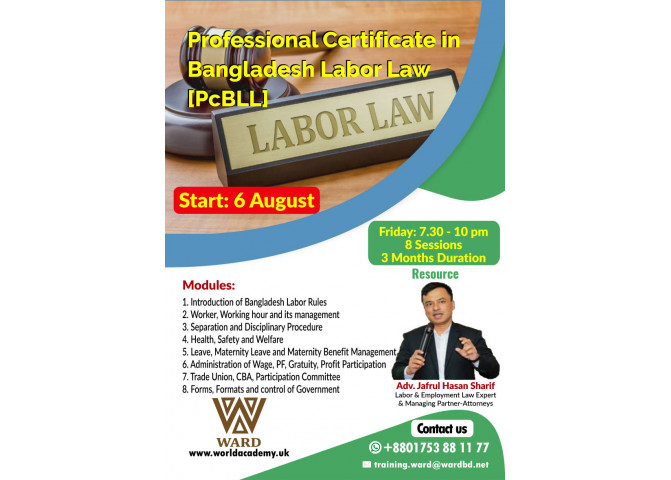 Professional Certificate in
Bangladesh Labor Law
[PcBLL]
LABOR LAW
Start: 6 August
Friday: 7.30 - 10 pm
8 Sessions
3 Months Duration
Resource
Modules:
1. Introduction of Bangladesh Labor Rules
2. Worker, Working hour and its management
3. Separation and Disciplinary Procedure
4. Health, Safety and Welfare
5. Leave, Maternity Leave and Maternity Benefit Management
6. Administration of Wage, PF, Gratuity, Profit Participation
7. Trade Union, CBA, Participation Committee
8. Forms, Formats and control of Government
Adv. Jafrul Hasan Sharif
Labor & Employment Law Expert
& Managing Partner-Attorneys
WARD
www.worldacademy.uk
Contact us
+8801753 88 11 77
training.ward@wardbd.net